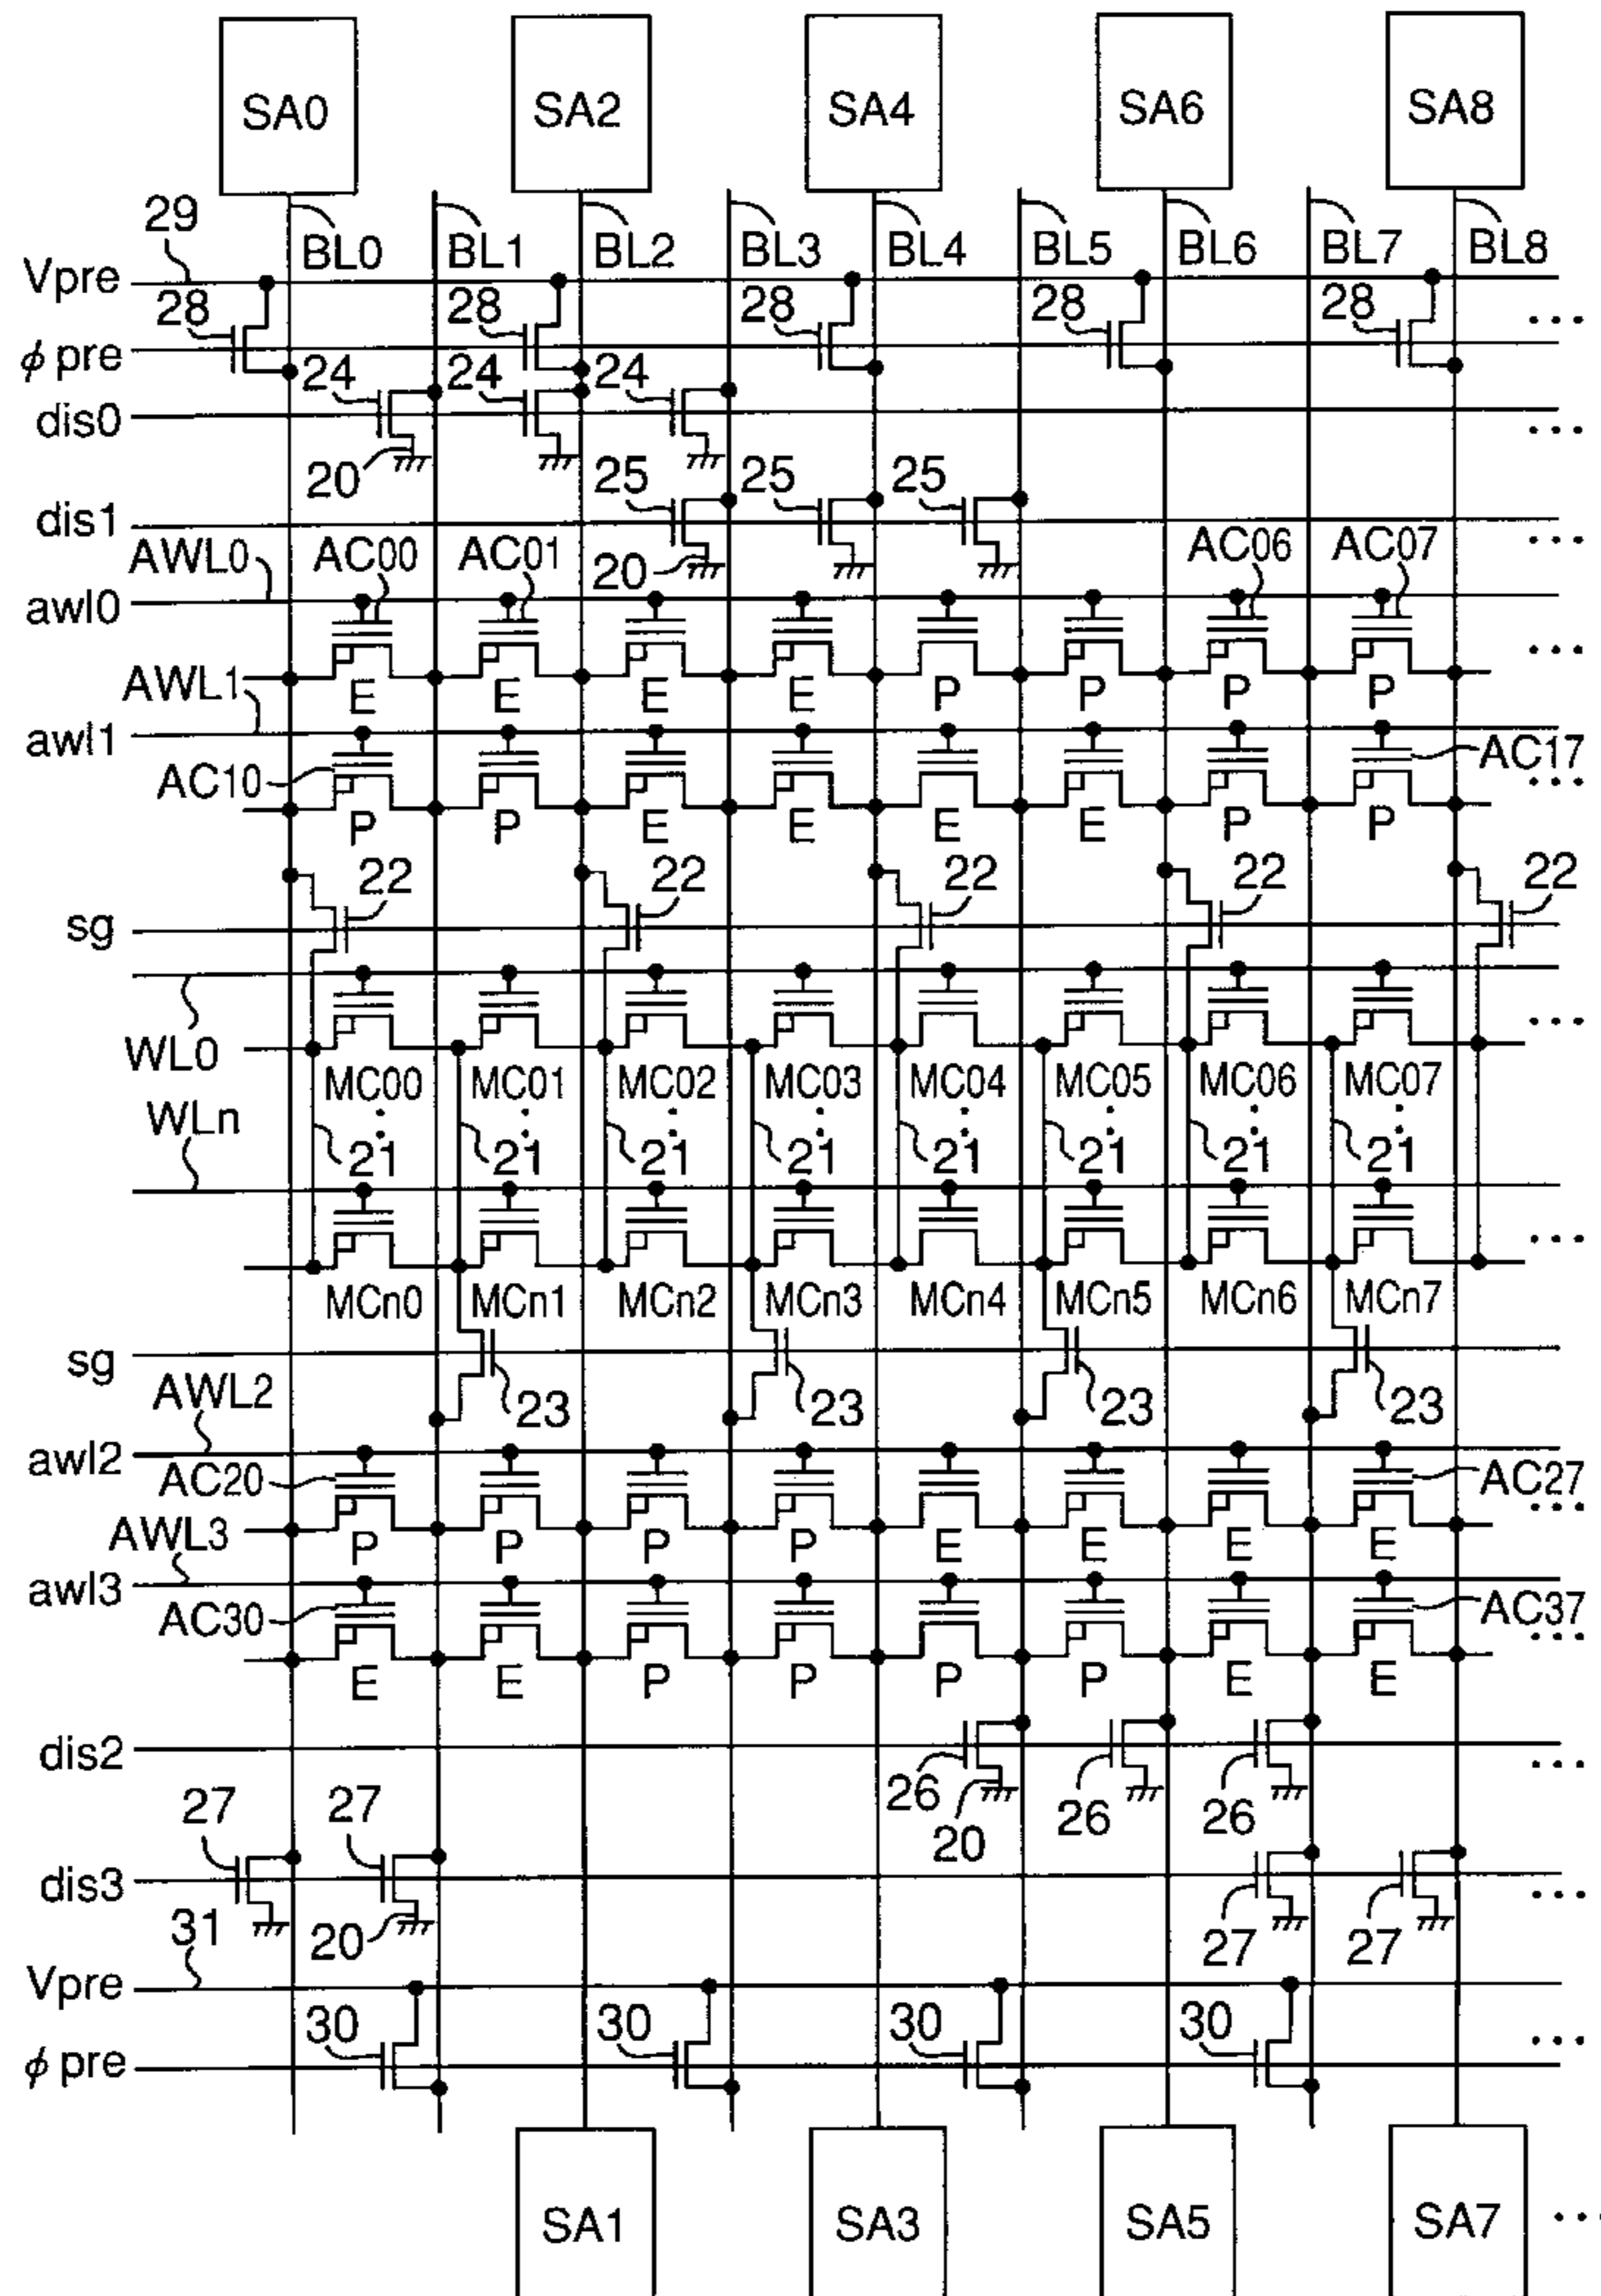 SA0 SA2 SA4 SA6 SA8
29
BL0 BL1 BL2 BL3 BL4 BL5 BL6 BL7 BL8
Vpre
28 28 28 28 28
φ pre ...
24 24 24
dis0 ...
20
25 25 25
dis1 ...
20
AWL0 AC00 AC01 AC06 AC07
awl0 ...
E E E E P P P P
AWL1
awl1 AC17
AC10 ...
P P E E E E P P
22 22 22 22 22
sg
WL0 ...
MC00 MC01 MC02 MC03 MC04 MC05 MC06 MC07
WLn
21 21 21 21 21 21 21 21
...
MCn0 MCn1 MCn2 MCn3 MCn4 MCn5 MCn6 MCn7
sg
23 23 23 23
AWL2
awl2
AC20 AC27
...
P P P P E E E E
AWL3
awl3
AC30 AC37
...
E E P P P P E E
dis2 ...
26 26 26
20
27 27
dis3 ...
20
27 27
31
Vpre
30 30 30 30
φ pre ...
SA1 SA3 SA5 SA7 ...